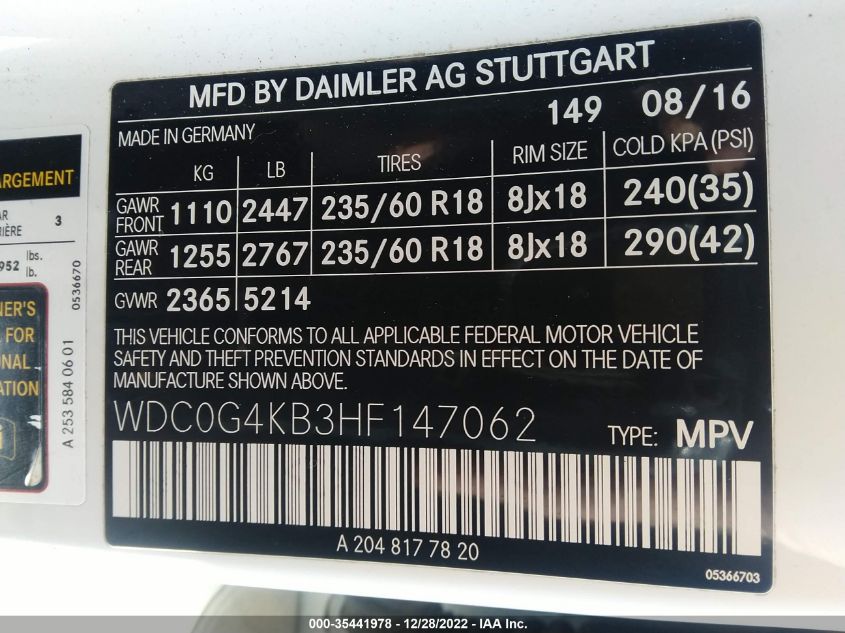 MFD BY DAIMLER AG STUTTGART
149 08/16
MADE IN GERMANY
KG LB TIRES RIM SIZE COLD KPA (PSI)
GAWR FRONT 1110 2447 235/60 R18 8Jx18 240(35)
GAWR REAR 1255 2767 235/60 R18 8Jx18 290(42)
GVWR 2365 5214
THIS VEHICLE CONFORMS TO ALL APPLICABLE FEDERAL MOTOR VEHICLE
SAFETY AND THEFT PREVENTION STANDARDS IN EFFECT ON THE DATE OF
MANUFACTURE SHOWN ABOVE.
WDC0G4KB3HF147062 TYPE: MPV
A 204 817 78 20
05366703
ARGEMENT
3
952 lbs.
lb.
0536670
FOR
A 253 584 06 01
000-35441978 - 12/28/2022 - IAA Inc.